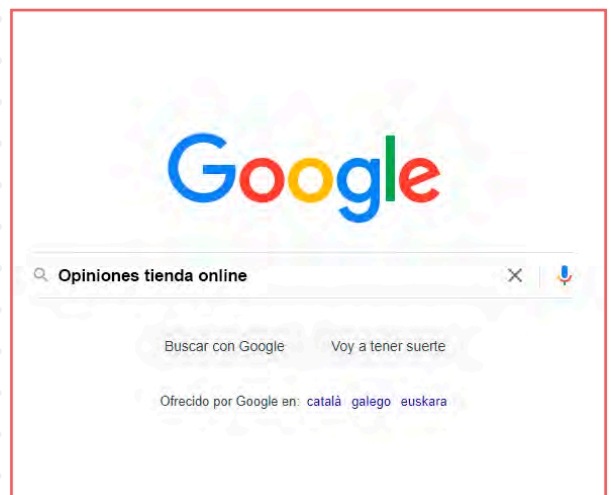 Google
Opiniones tienda online
Buscar con Google Voy a tener suerte
Ofrecido por Google en: català galego euskara